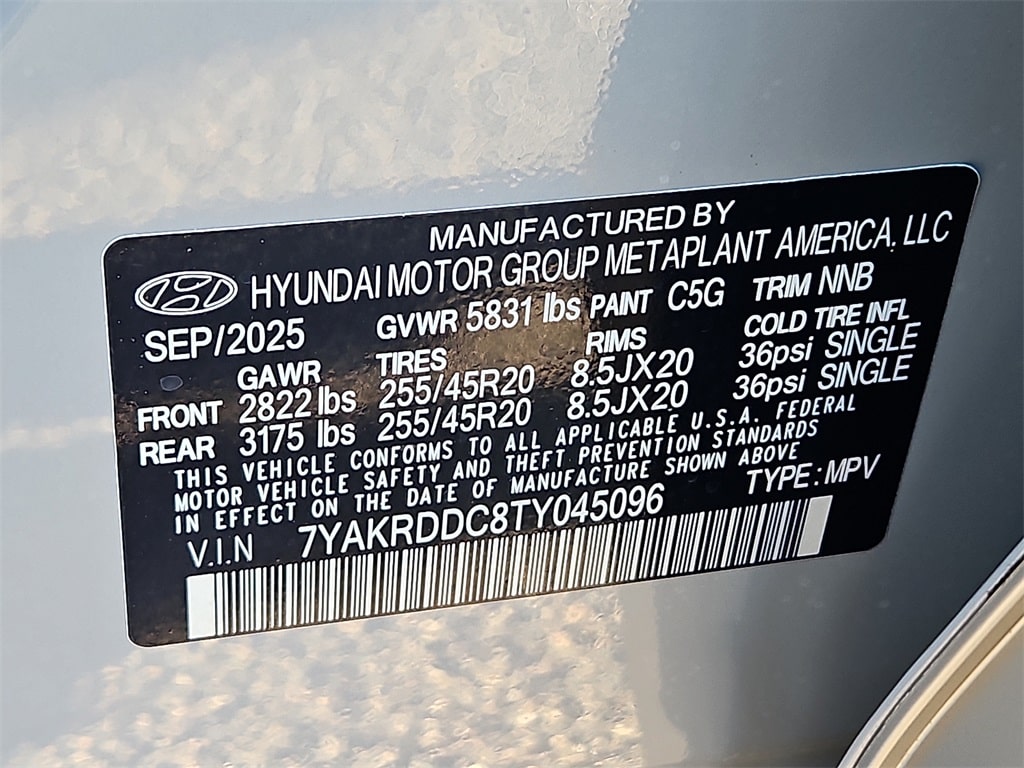 MANUFACTURED BY
HYUNDAI MOTOR GROUP METAPLANT AMERICA, LLC
SEP/2025 GVWR 5831 lbs PAINT C5G TRIM NNB
GAWR TIRES RIMS COLD TIRE INFL
FRONT 2822 lbs 255/45R20 8.5JX20 36psi SINGLE
REAR 3175 lbs 255/45R20 8.5JX20 36psi SINGLE
THIS VEHICLE CONFORMS TO ALL APPLICABLE U.S.A. FEDERAL
MOTOR VEHICLE SAFETY AND THEFT PREVENTION STANDARDS
IN EFFECT ON THE DATE OF MANUFACTURE SHOWN ABOVE
V.I.N 7YAKRDDC8TY045096 TYPE : MPV